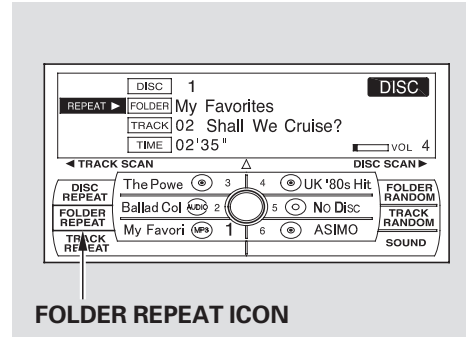 DISC 1 DISC
REPEAT ▶ FOLDER My Favorites
TRACK 02 Shall We Cruise?
TIME 02'35" VOL 4
◀ TRACK SCAN △ DISC SCAN ▶
DISC REPEAT The Powe 3 4 UK '80s Hit FOLDER RANDOM
FOLDER REPEAT Ballad Col AUDIO 2 5 No Disc TRACK RANDOM
TRACK REPEAT My Favori MP3 1 6 ASIMO SOUND
FOLDER REPEAT ICON